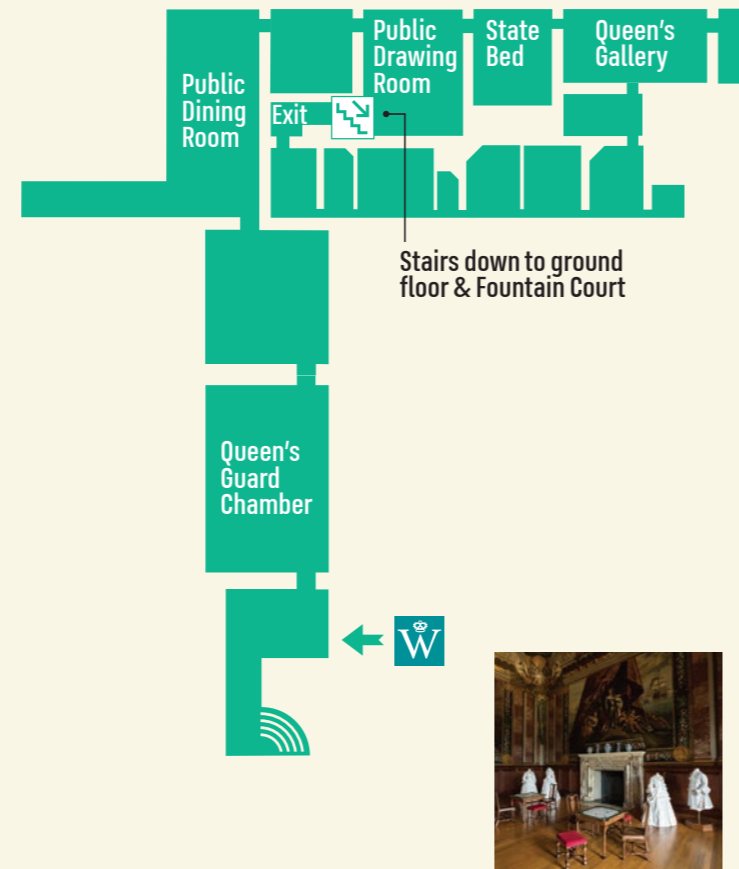 Public
Dining
Room
Public
Drawing
Room
State
Bed
Queen's
Gallery
Exit
Stairs down to ground
floor & Fountain Court
Queen's
Guard
Chamber
W